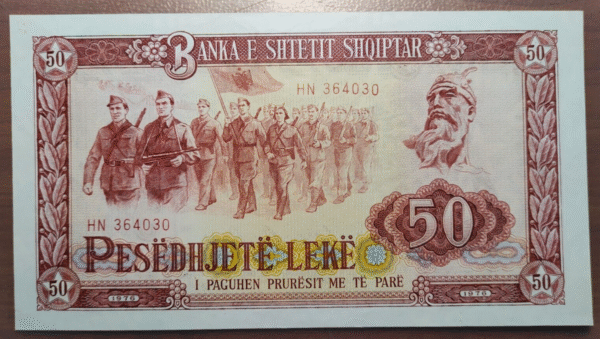 50 BANKA E SHTETIT SHQIPTAR 50
HN 364030
HN 364030
50
PESËDHJETË LEKË
I PAGUHEN PRURËSIT ME TË PARË
50 1976 1976 50